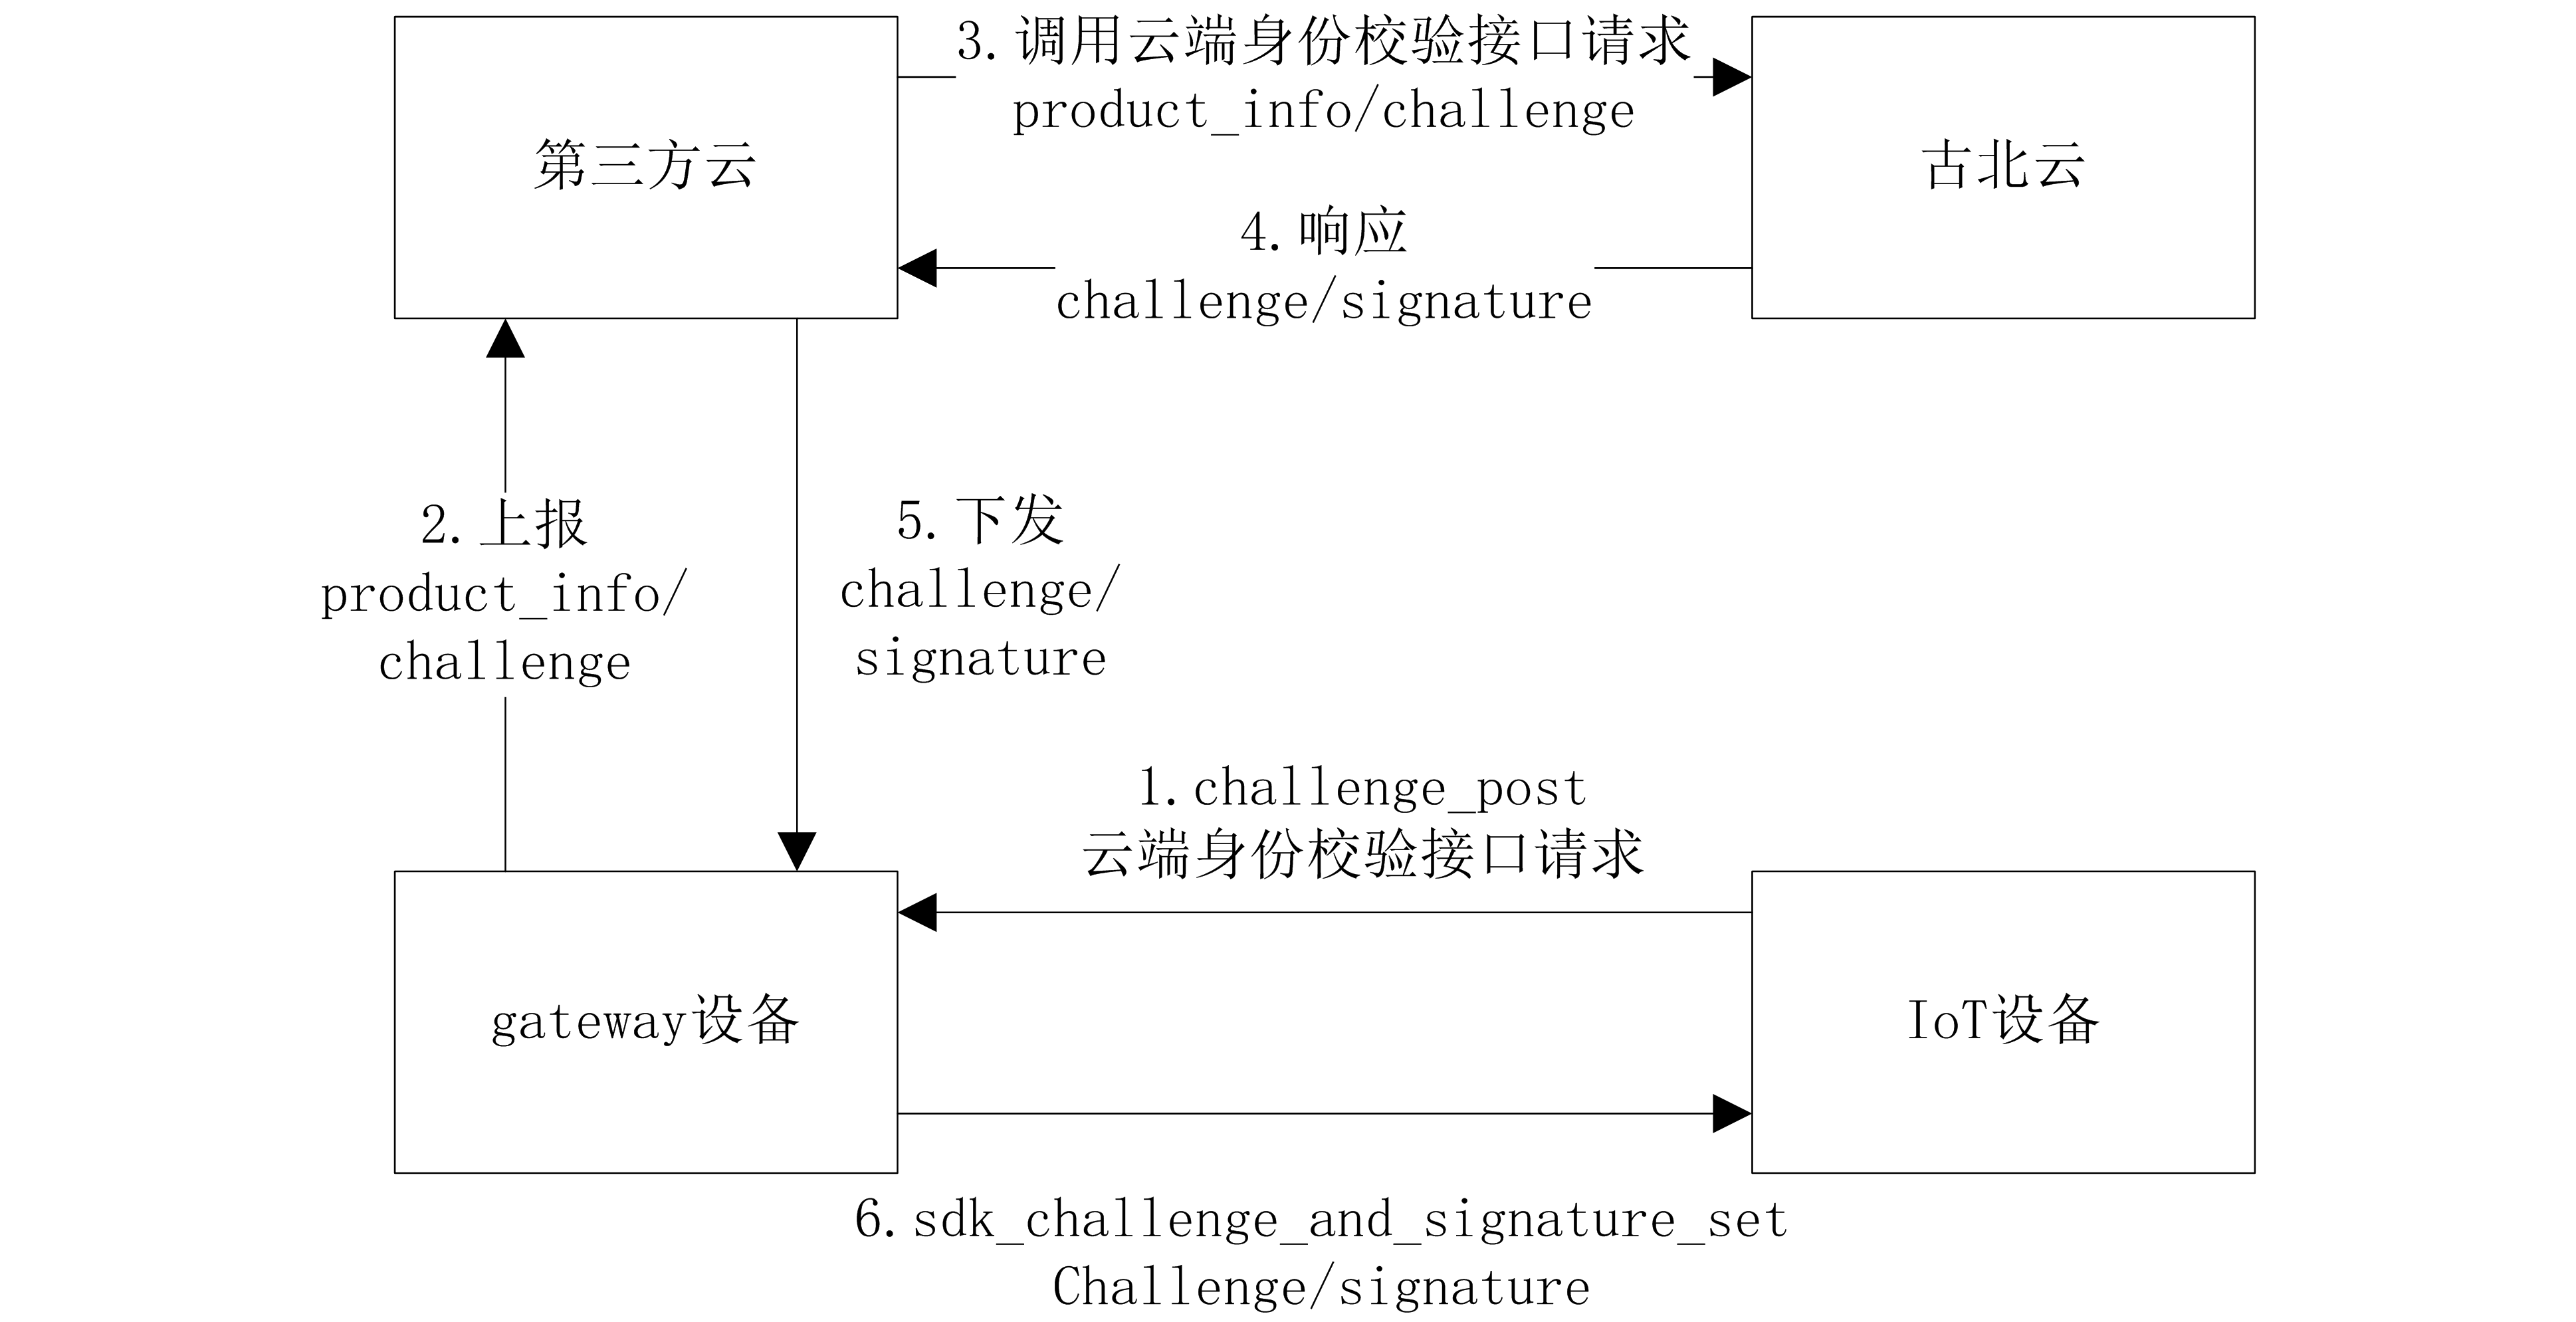 3.调用云端身份校验接口请求
product_info/challenge
第三方云
古北云
4.响应
challenge/signature
2.上报
product_info/
challenge
5.下发
challenge/
signature
1.challenge_post
云端身份校验接口请求
gateway设备
IoT设备
6.sdk_challenge_and_signature_set
Challenge/signature